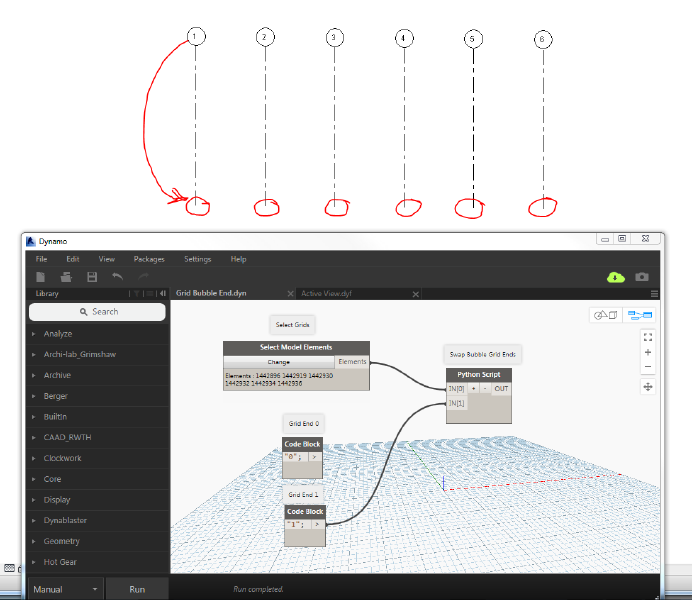 1 2 3 4 5 6
Dynamo
File Edit View Packages Settings Help
Library
Grid Bubble End.dyn
Active View.dyf
Search
Analyze
Archi-lab_Grimshaw
Archive
Berger
BuiltIn
CAAD_RWTH
Clockwork
Core
Display
Dynablaster
Geometry
Hot Gear
Select Grids
Select Model Elements
Change
Elements
Elements : 1442896 1442919 1442930
1442932 1442934 1442936
Swap Bubble Grid Ends
Python Script
IN[0] + - OUT
IN[1]
Grid End 0
Code Block
"0"; >
Grid End 1
Code Block
"1"; >
Manual
Run
Run completed.